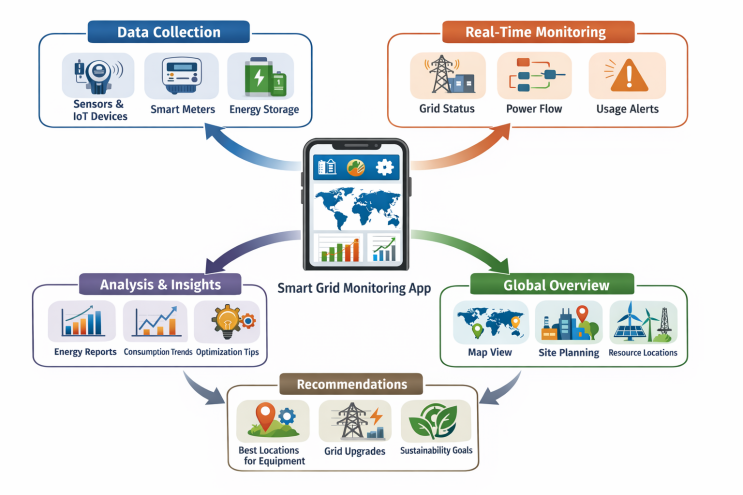 Data Collection
Sensors &
IoT Devices
Smart Meters
Energy Storage
Real-Time Monitoring
Grid Status
Power Flow
Usage Alerts
Smart Grid Monitoring App
Analysis & Insights
Energy Reports
Consumption Trends
Optimization Tips
Global Overview
Map View
Site Planning
Resource Locations
Recommendations
Best Locations
for Equipment
Grid Upgrades
Sustainability Goals